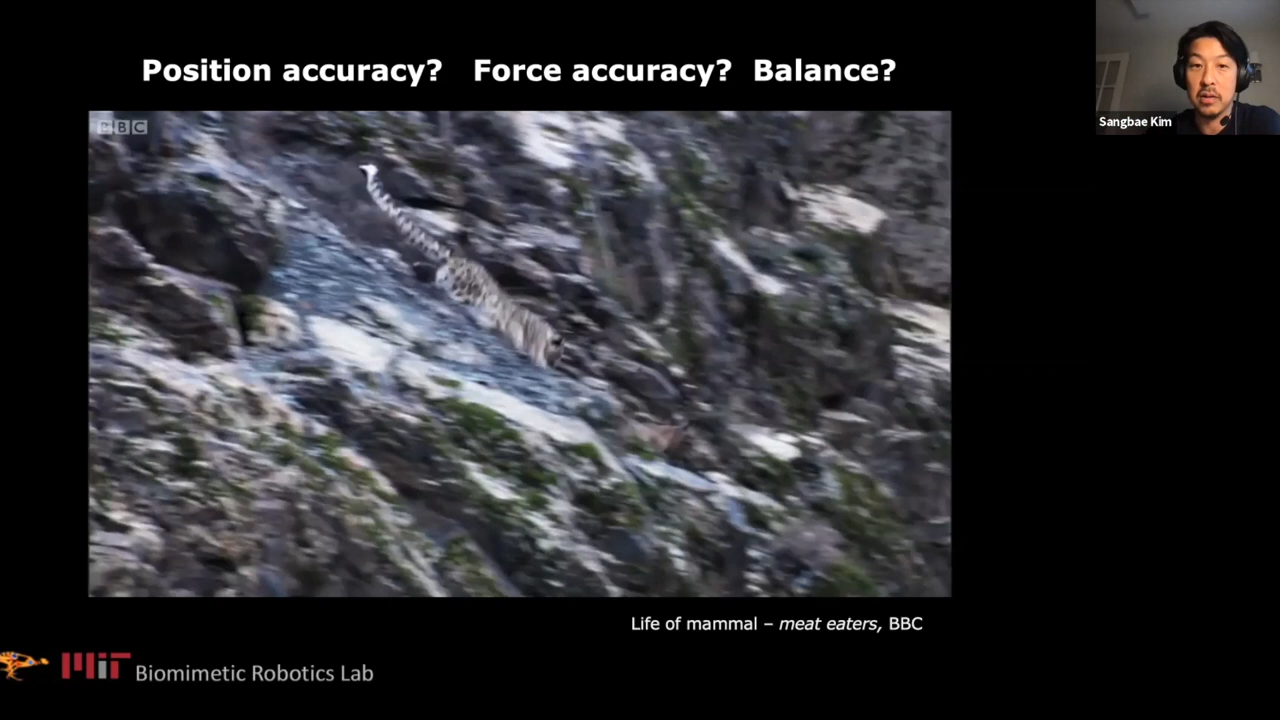 Position accuracy? Force accuracy? Balance?
BBC
Sangbae Kim
Life of mammal – meat eaters, BBC
MIT Biomimetic Robotics Lab